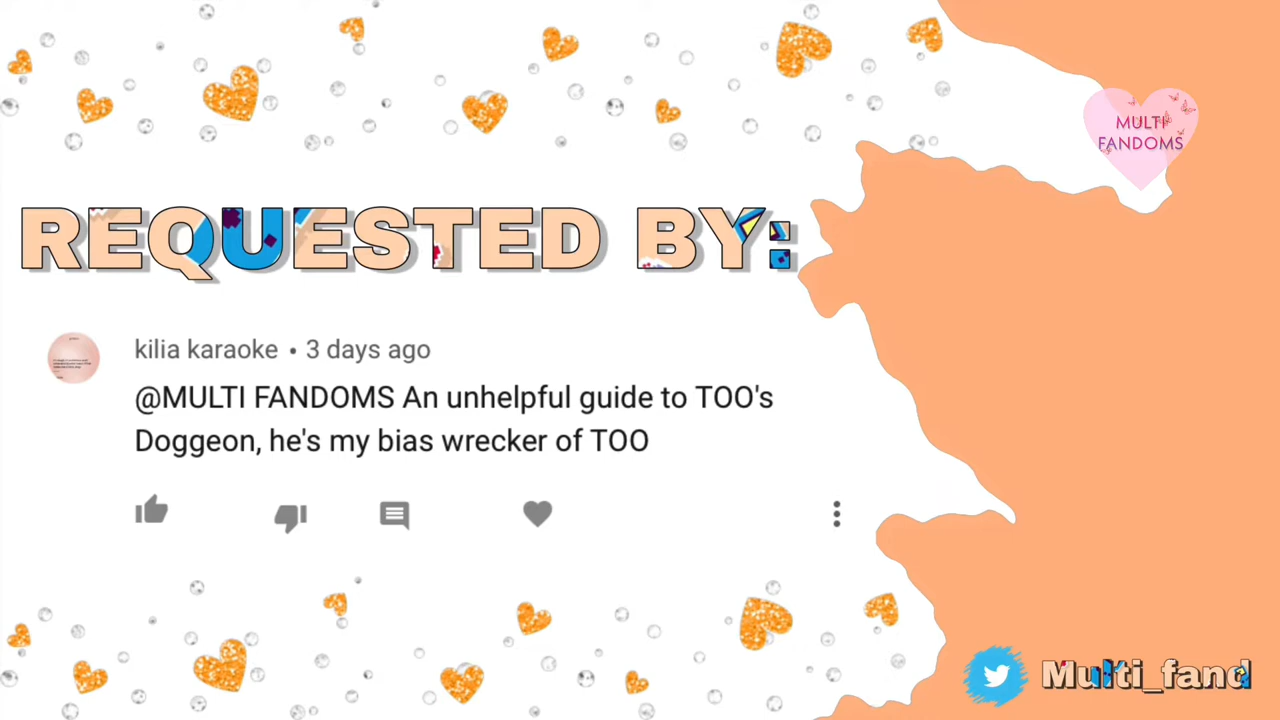 MULTI
FANDOMS
REQUESTED BY:
kilia karaoke • 3 days ago
@MULTI FANDOMS An unhelpful guide to TOO's
Doggeon, he's my bias wrecker of TOO
Multi_fand